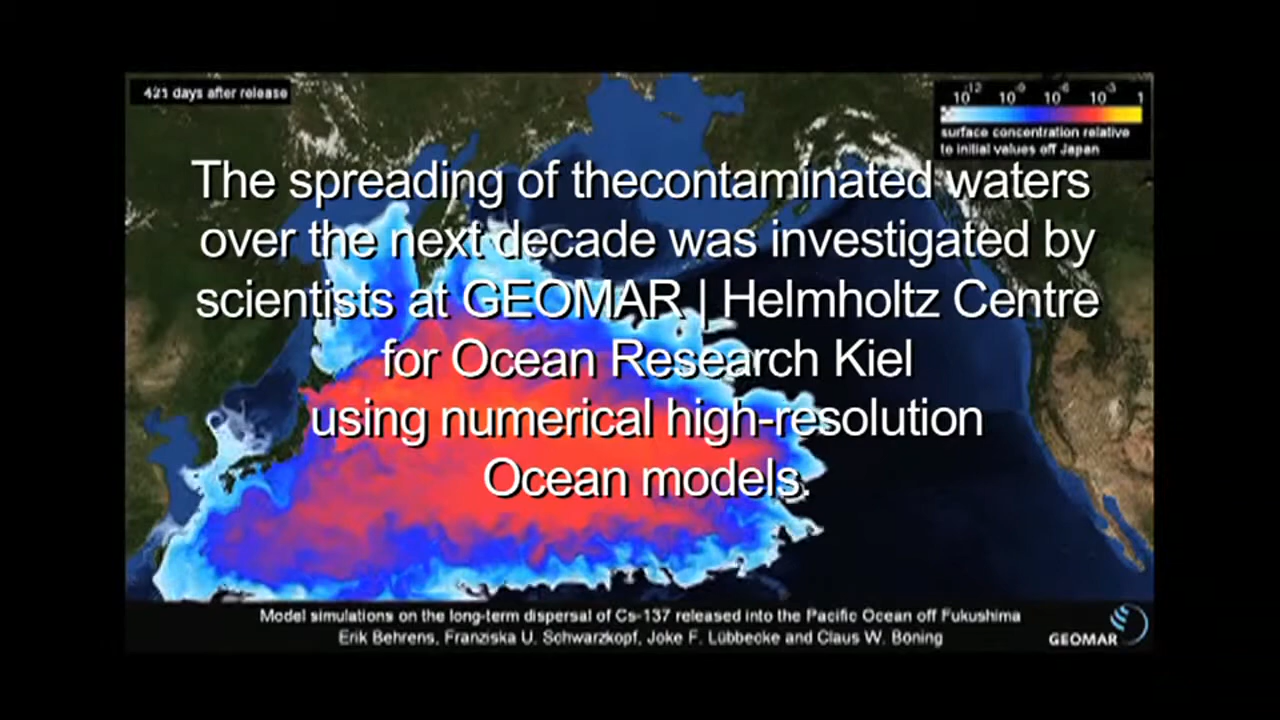 421 days after release
10^-12 10^-9 10^-6 10^-3 1
surface concentration relative
to initial values off Japan
The spreading of thecontaminated waters
over the next decade was investigated by
scientists at GEOMAR | Helmholtz Centre
for Ocean Research Kiel
using numerical high-resolution
Ocean models.
Model simulations on the long-term dispersal of Cs-137 released into the Pacific Ocean off Fukushima
Erik Behrens, Franziska U. Schwarzkopf, Joke F. Lübbecke and Claus W. Böning
GEOMAR